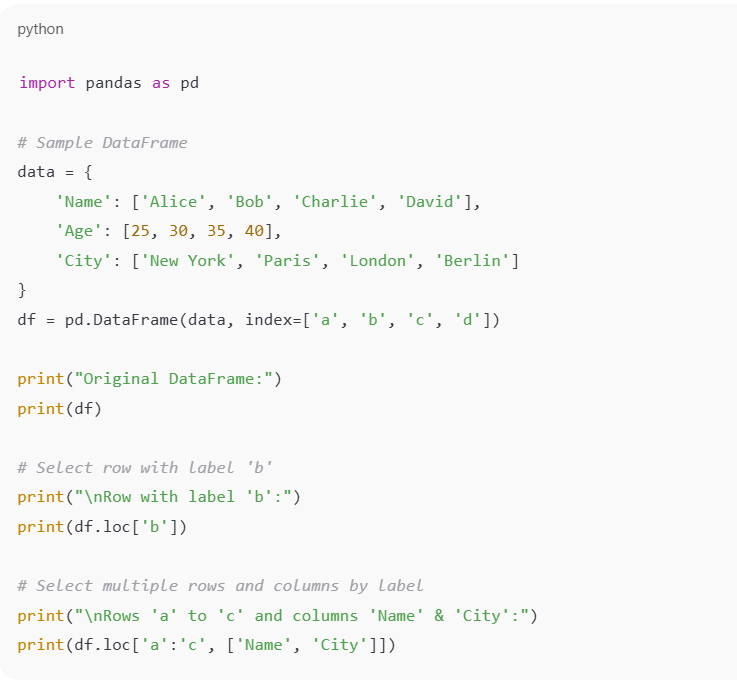 python
import pandas as pd
# Sample DataFrame
data = {
    'Name': ['Alice', 'Bob', 'Charlie', 'David'],
    'Age': [25, 30, 35, 40],
    'City': ['New York', 'Paris', 'London', 'Berlin']
}
df = pd.DataFrame(data, index=['a', 'b', 'c', 'd'])
print("Original DataFrame:")
print(df)
# Select row with label 'b'
print("\nRow with label 'b':")
print(df.loc['b'])
# Select multiple rows and columns by label
print("\nRows 'a' to 'c' and columns 'Name' & 'City':")
print(df.loc['a':'c', ['Name', 'City']])